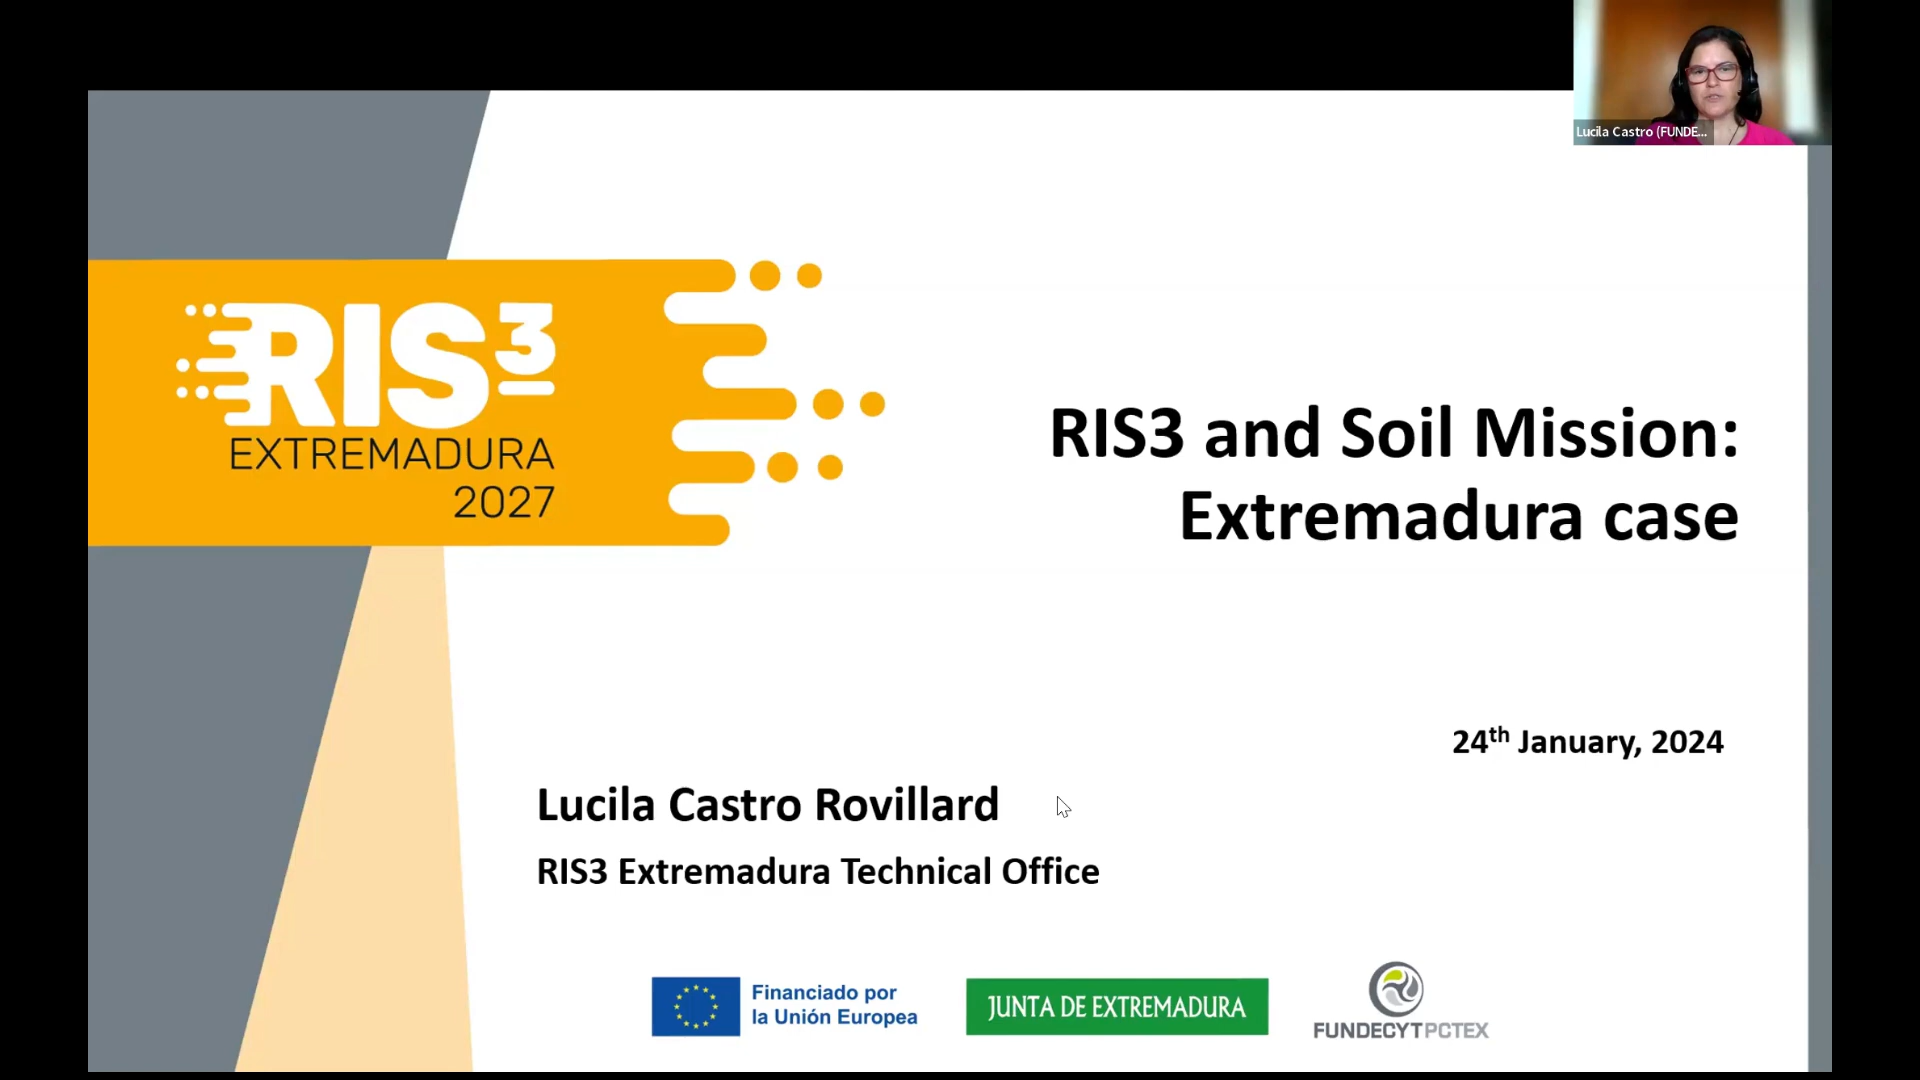 Lucila Castro (FUNDE...
RIS3
EXTREMADURA
2027
RIS3 and Soil Mission:
Extremadura case
24th January, 2024
Lucila Castro Rovillard
RIS3 Extremadura Technical Office
Financiado por
la Unión Europea
JUNTA DE EXTREMADURA
FUNDECYTPCTEX